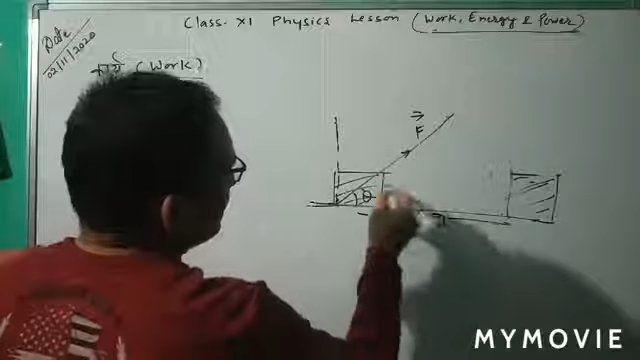 Class- XI Physics Lesson (Work, Energy & Power)
Date
02/11/2020
कार्य (Work)
F
θ
MYMOVIE